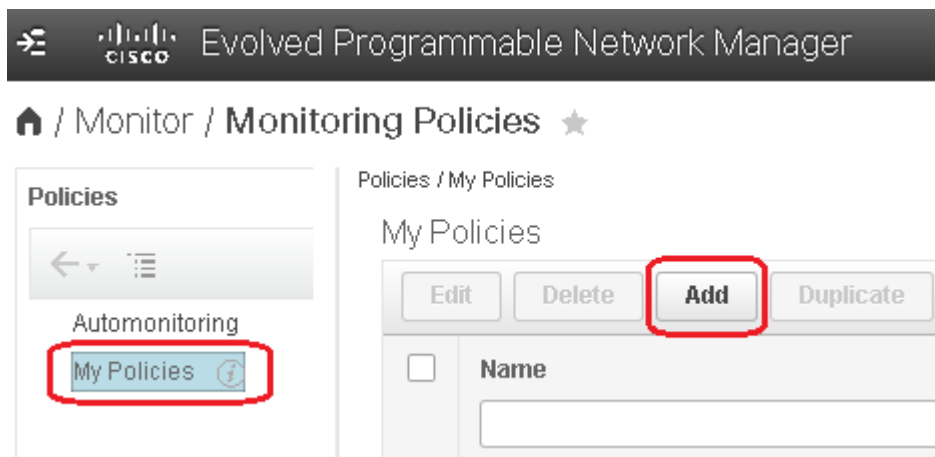 CISCO Evolved Programmable Network Manager
/ Monitor / Monitoring Policies
Policies
Policies / My Policies
My Policies
Edit Delete Add Duplicate
Automonitoring
My Policies i
Name